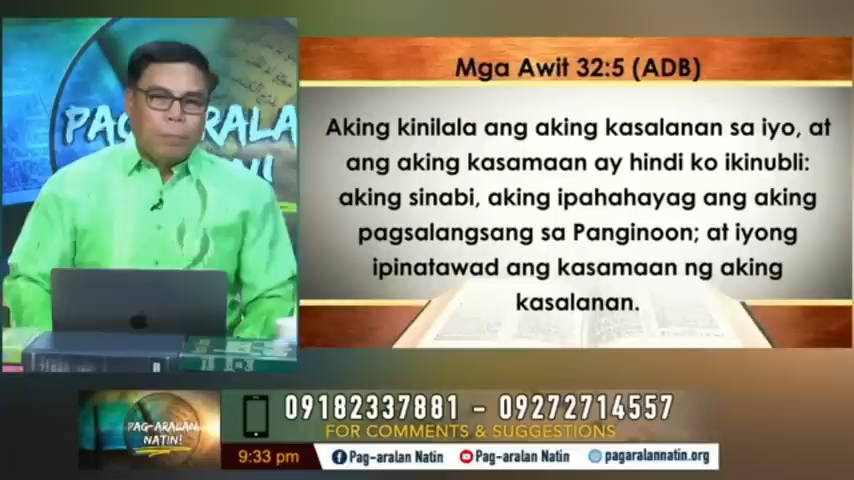 PAG-ARALAN
Mga Awit 32:5 (ADB)
Aking kinilala ang aking kasalanan sa iyo, at
ang aking kasamaan ay hindi ko ikinubli:
aking sinabi, aking ipahahayag ang aking
pagsalangsang sa Panginoon; at iyong
ipinatawad ang kasamaan ng aking
kasalanan.
PAG-ARALAN
NATIN!
09182337881 - 09272714557
FOR COMMENTS & SUGGESTIONS
9:33 pm
Pag-aralan Natin
Pag-aralan Natin
pagaralannatin.org